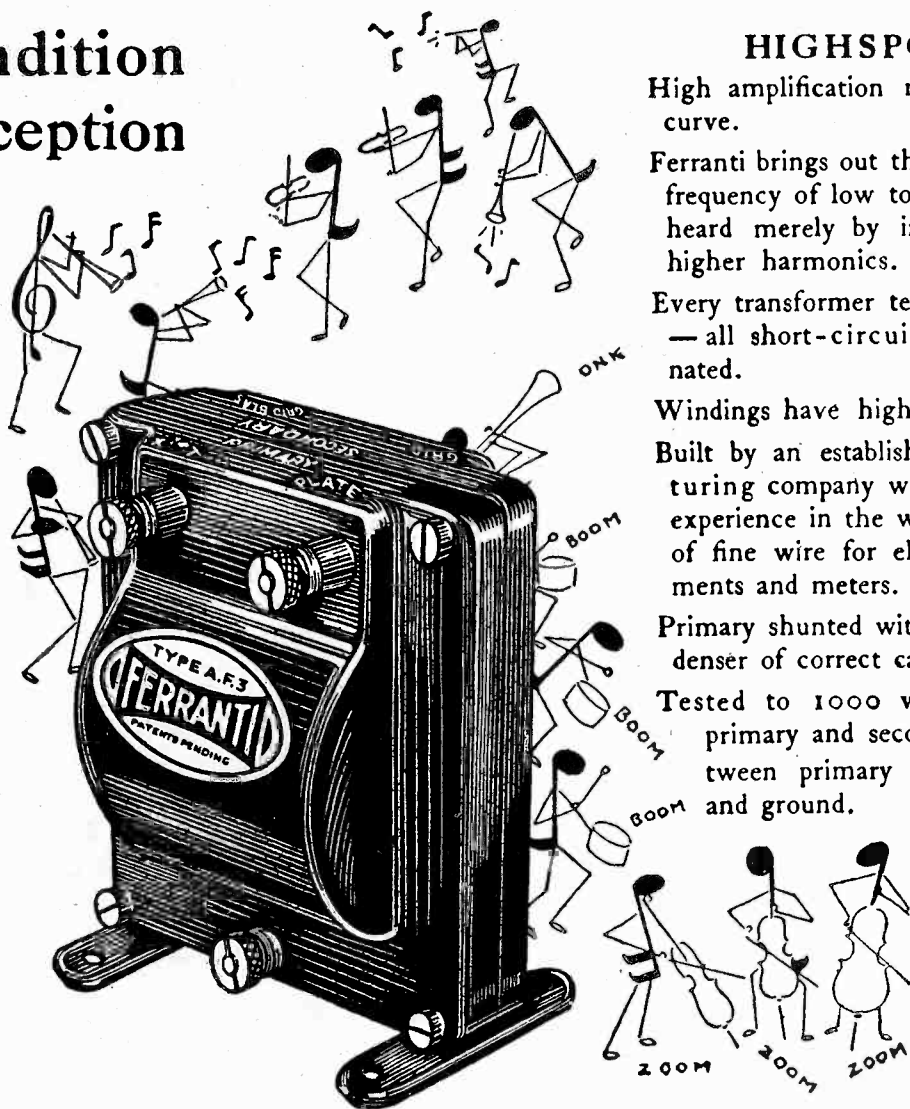 ndition
ception
HIGHSPO
High amplification r
curve.
Ferranti brings out th
frequency of low to
heard merely by i
higher harmonics.
Every transformer te
— all short-circui
nated.
Windings have high
Built by an establish
turing company w
experience in the w
of fine wire for el
ments and meters.
Primary shunted wit
denser of correct ca
Tested to 1000 v
primary and seco
tween primary
and ground.
ONK
GRID BIAS
SECONDARY
GRID
PRIMARY
PLATE
TYPE A.F.3
FERRANTI
PATENTS PENDING
BOOM
BOOM
BOOM
ZOOM
ZOOM
ZOOM